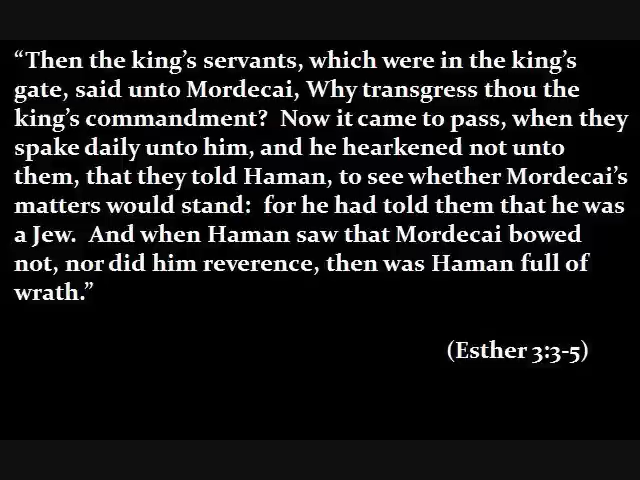 “Then the king’s servants, which were in the king’s
gate, said unto Mordecai, Why transgress thou the
king’s commandment?  Now it came to pass, when they
spake daily unto him, and he hearkened not unto
them, that they told Haman, to see whether Mordecai’s
matters would stand:  for he had told them that he was
a Jew.  And when Haman saw that Mordecai bowed
not, nor did him reverence, then was Haman full of
wrath.”
(Esther 3:3-5)